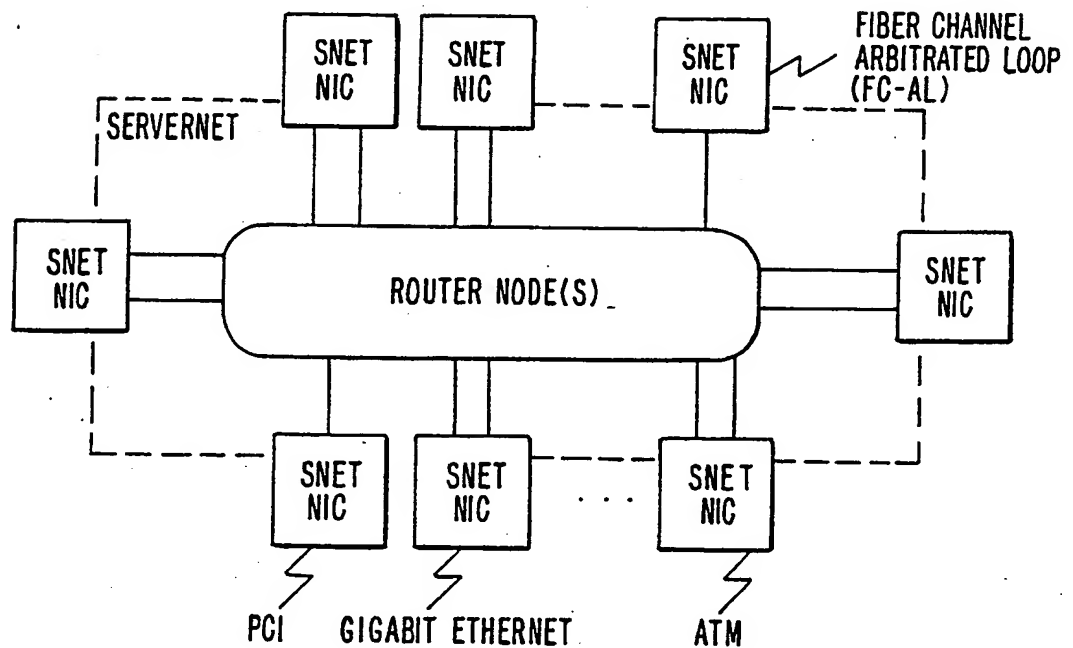 SNET
NIC
SNET
NIC
SNET
NIC
FIBER CHANNEL
ARBITRATED LOOP
(FC-AL)
SERVERNET
SNET
NIC
ROUTER NODE(S)
SNET
NIC
SNET
NIC
SNET
NIC
...
SNET
NIC
PCI
GIGABIT ETHERNET
ATM